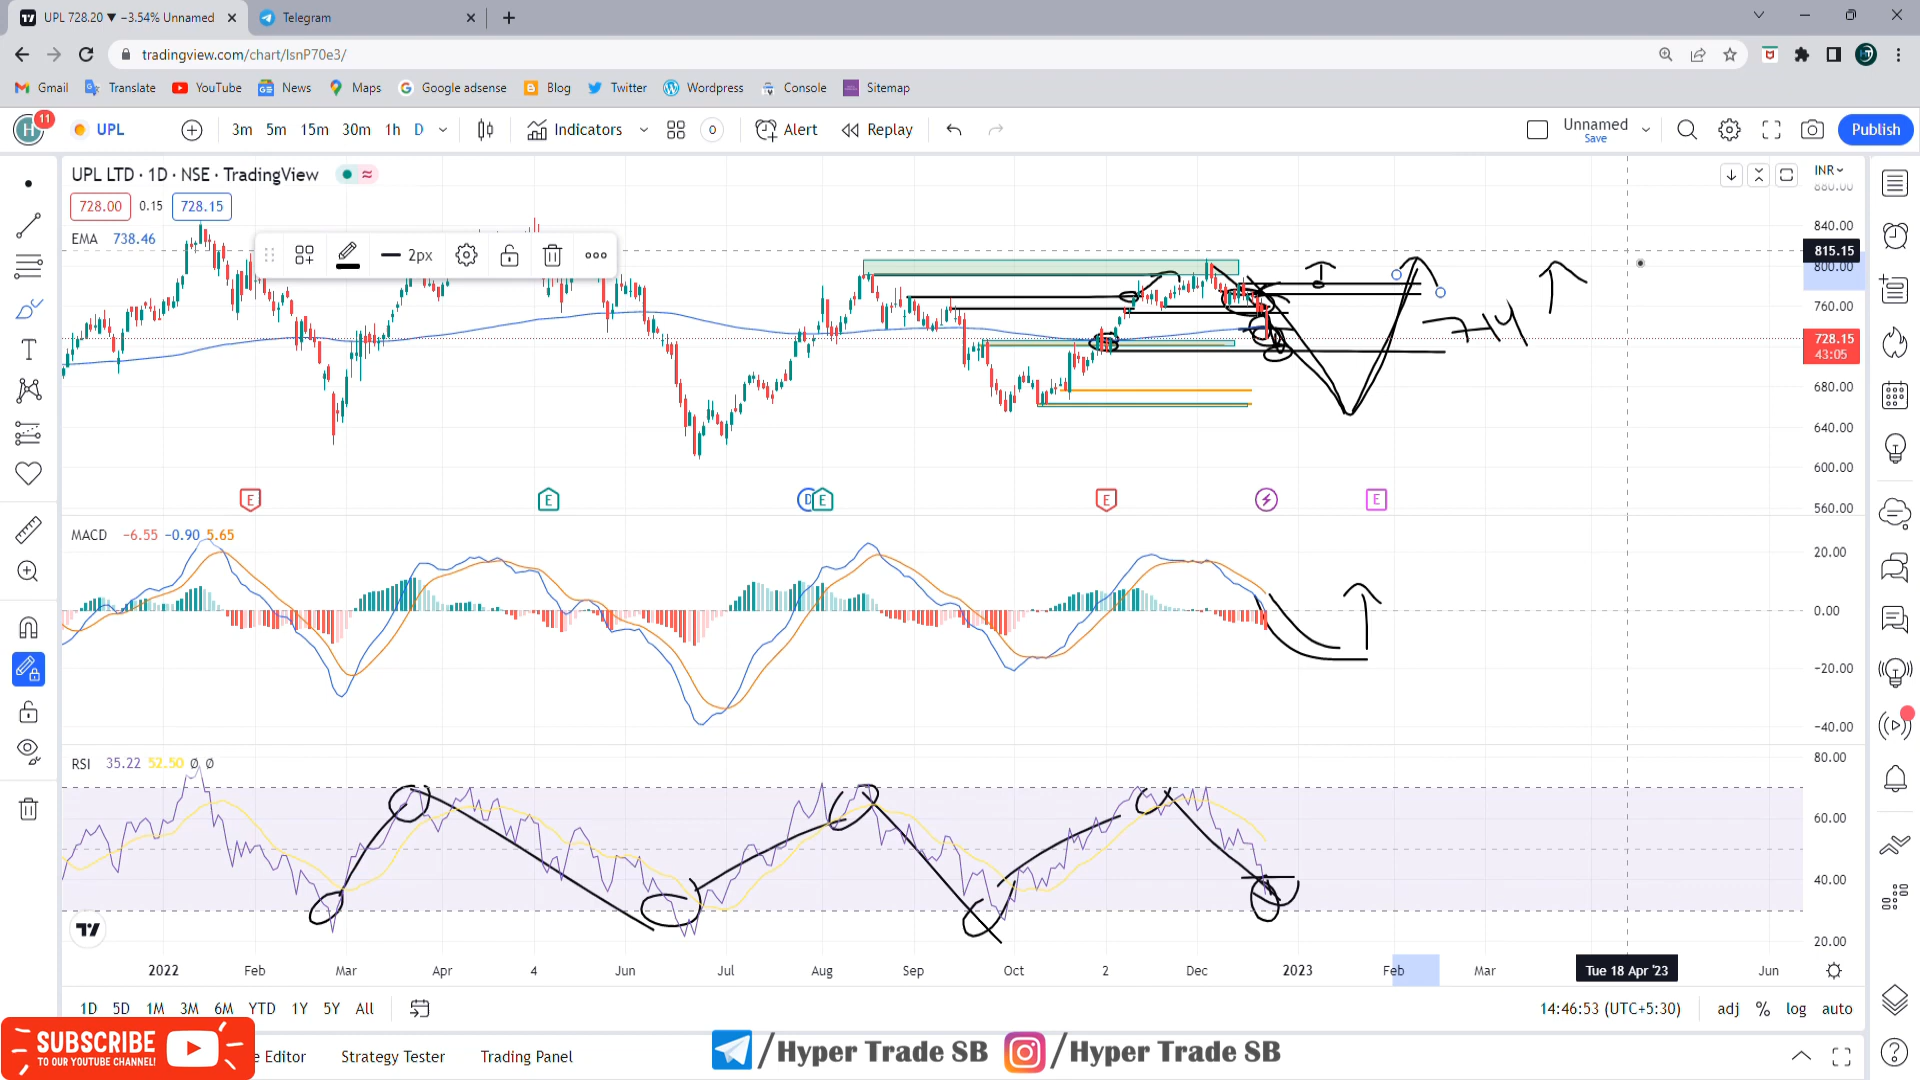 UPL 728.20 ▼ −3.54% Unnamed
Telegram
tradingview.com/chart/lsnP70e3/
Gmail Translate YouTube News Maps Google adsense Blog Twitter Wordpress Console Sitemap
H 11 UPL 3m 5m 15m 30m 1h D Indicators 0 Alert Replay Unnamed Save Publish
UPL LTD · 1D · NSE · TradingView
INR
880.00
728.00 0.15 728.15
840.00
EMA 738.46
2px
815.15
800.00
760.00
714
728.15
43:05
680.00
640.00
600.00
E E D E E E
560.00
MACD −6.55 −0.90 5.65
20.00
0.00
−20.00
−40.00
RSI 35.22 52.50 Ø Ø
80.00
60.00
40.00
20.00
2022 Feb Mar Apr 4 Jun Jul Aug Sep Oct 2 Dec 2023 Feb Mar Tue 18 Apr '23 Jun
1D 5D 1M 3M 6M YTD 1Y 5Y All 14:46:53 (UTC+5:30) adj % log auto
SUBSCRIBE
TO OUR YOUTUBE CHANNEL!
e Editor Strategy Tester Trading Panel
/Hyper Trade SB /Hyper Trade SB